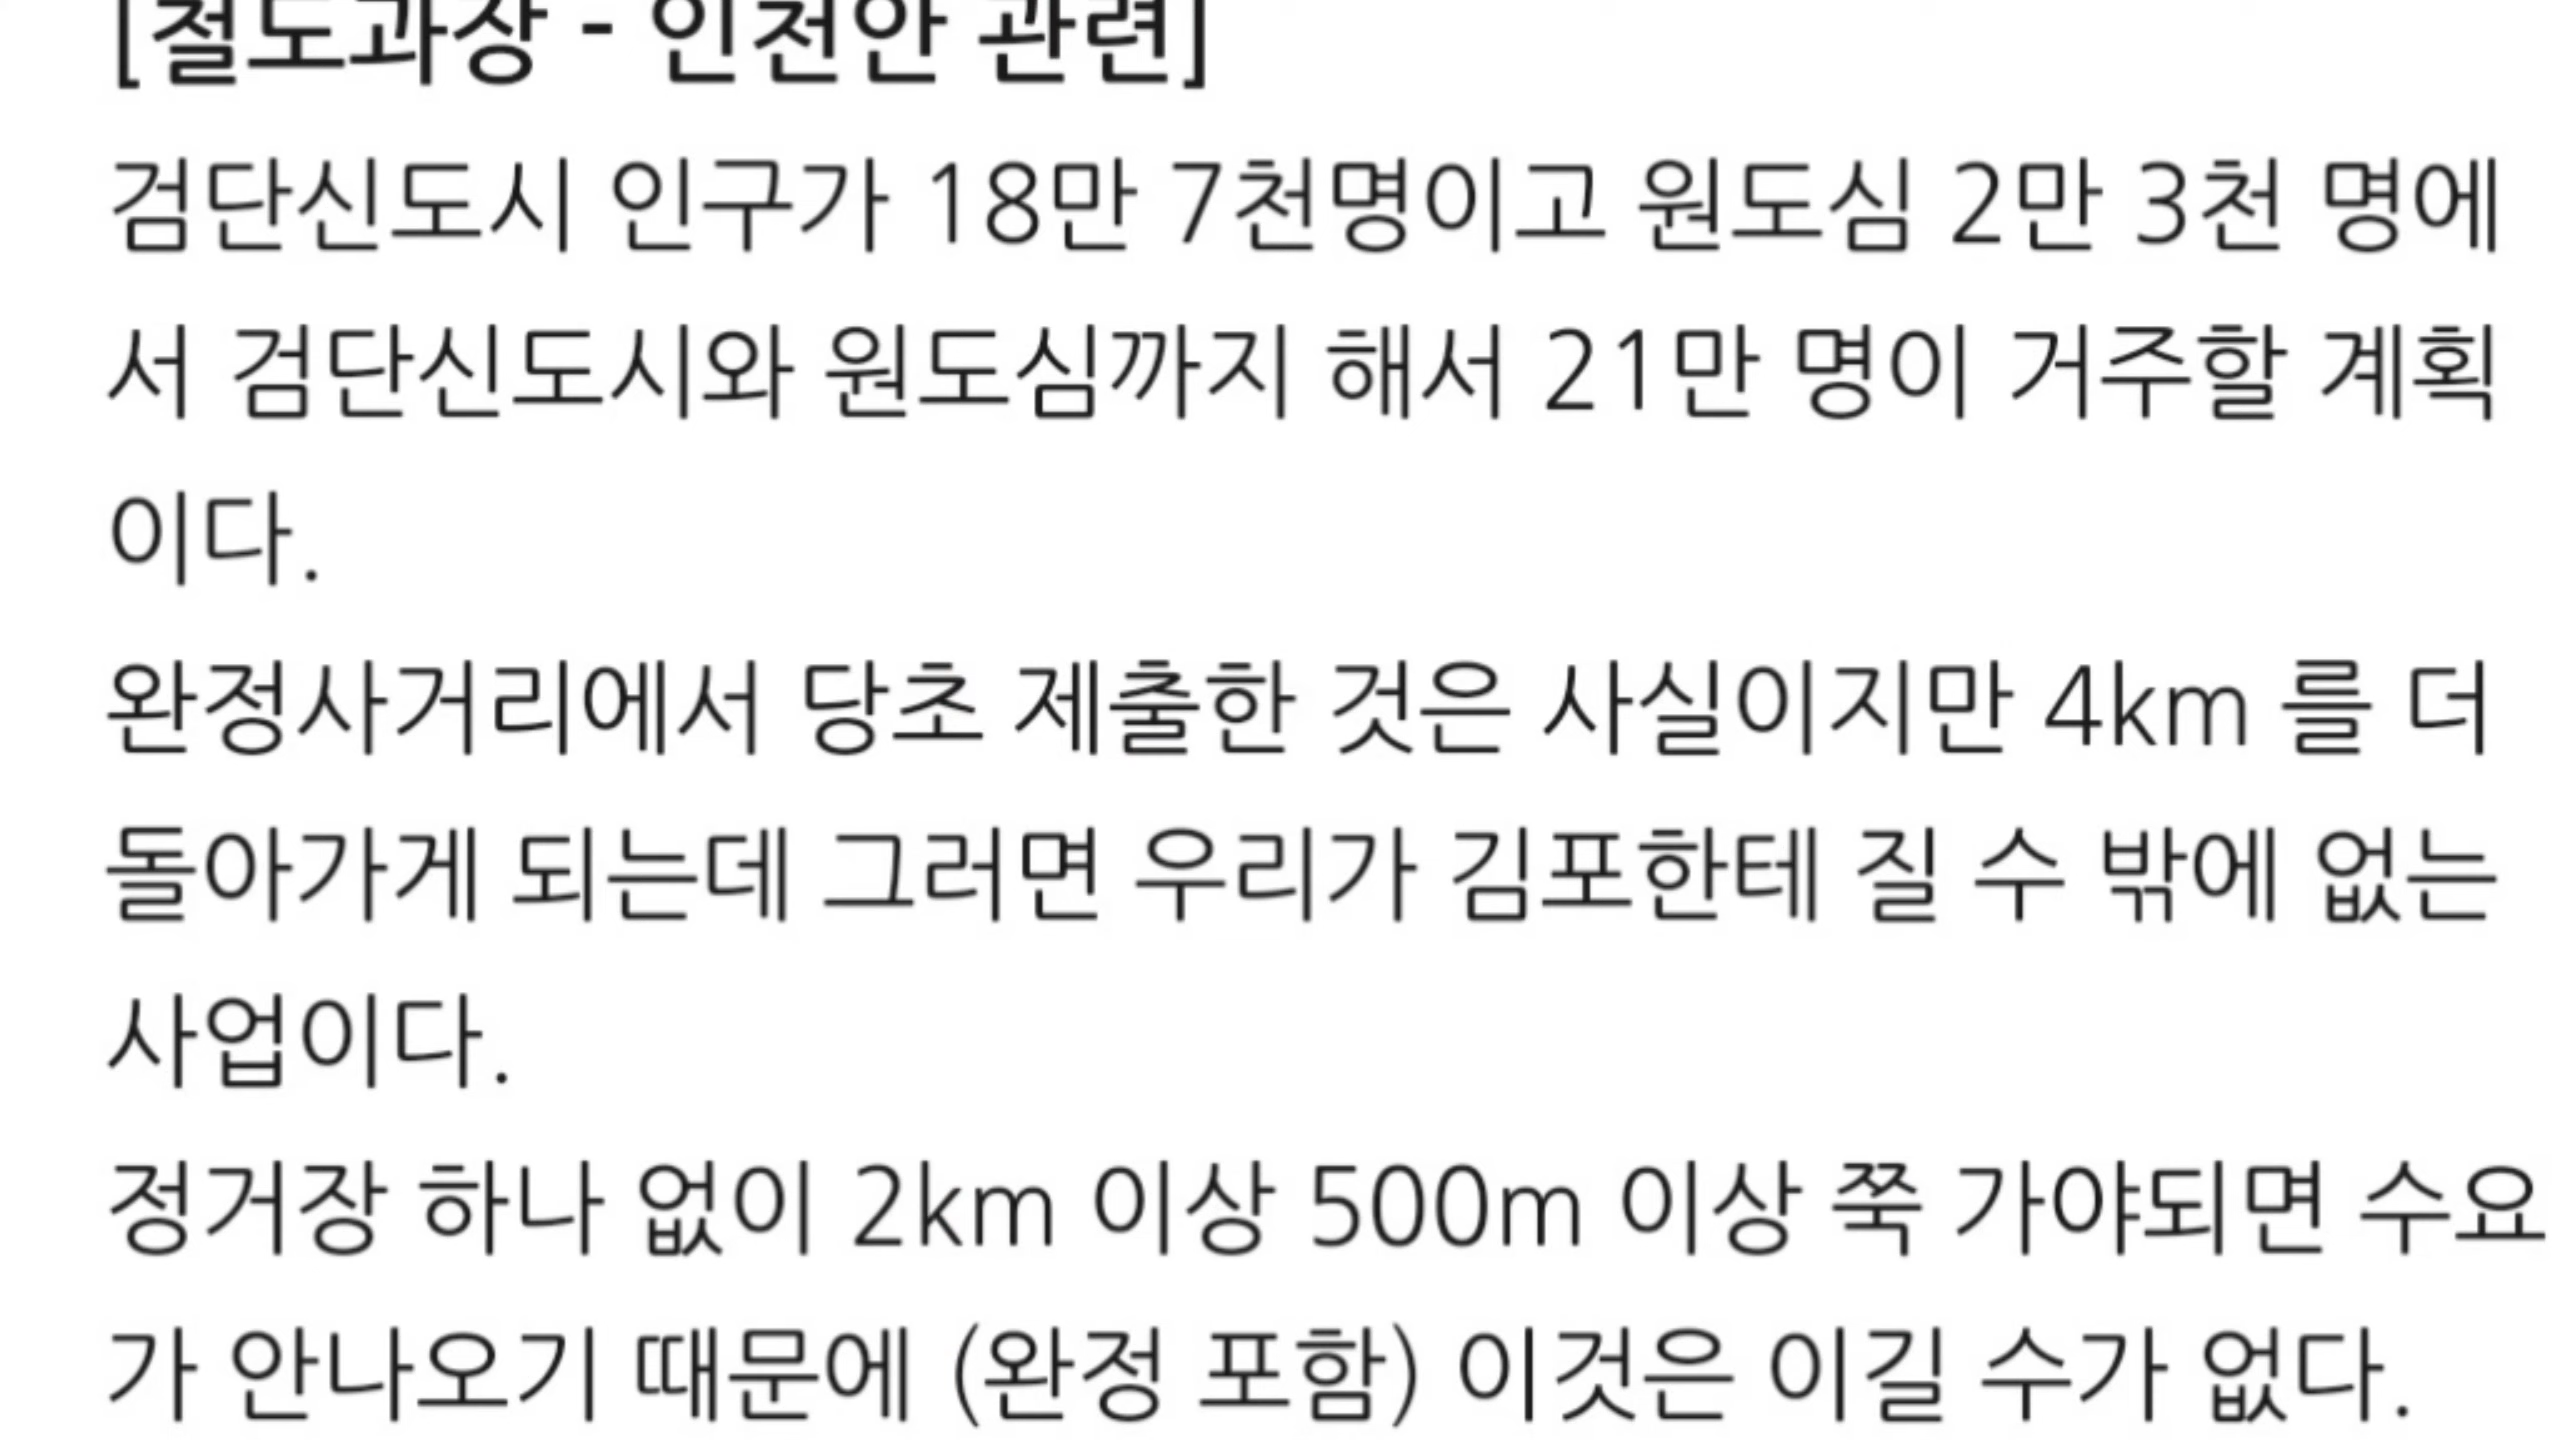 [철도과장 - 인천안 관련]
검단신도시 인구가 18만 7천명이고 원도심 2만 3천 명에
서 검단신도시와 원도심까지 해서 21만 명이 거주할 계획
이다.
완정사거리에서 당초 제출한 것은 사실이지만 4km 를 더
돌아가게 되는데 그러면 우리가 김포한테 질 수 밖에 없는
사업이다.
정거장 하나 없이 2km 이상 500m 이상 쭉 가야되면 수요
가 안나오기 때문에 (완정 포함) 이것은 이길 수가 없다.